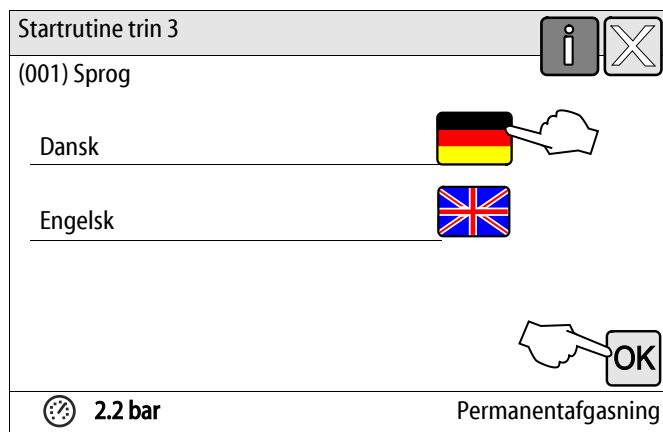 Startrutine trin 3
i
X
(001) Sprog
Dansk
Engelsk
OK
2.2 bar
Permanentafgasning